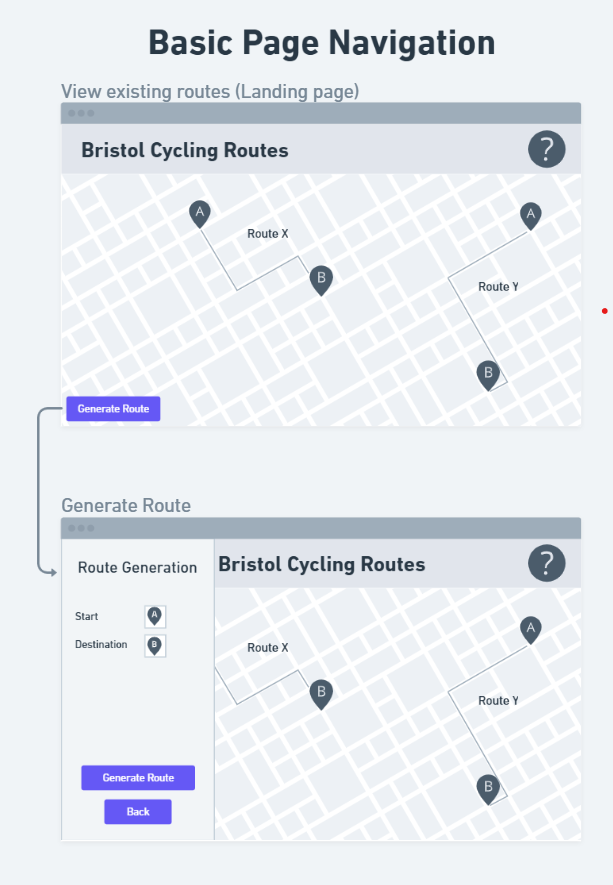 Basic Page Navigation
View existing routes (Landing page)
Bristol Cycling Routes
?
A
Route X
B
A
Route Y
B
Generate Route
Generate Route
Route Generation
Bristol Cycling Routes
?
Start
A
Destination
B
Route X
B
A
Route Y
B
Generate Route
Back